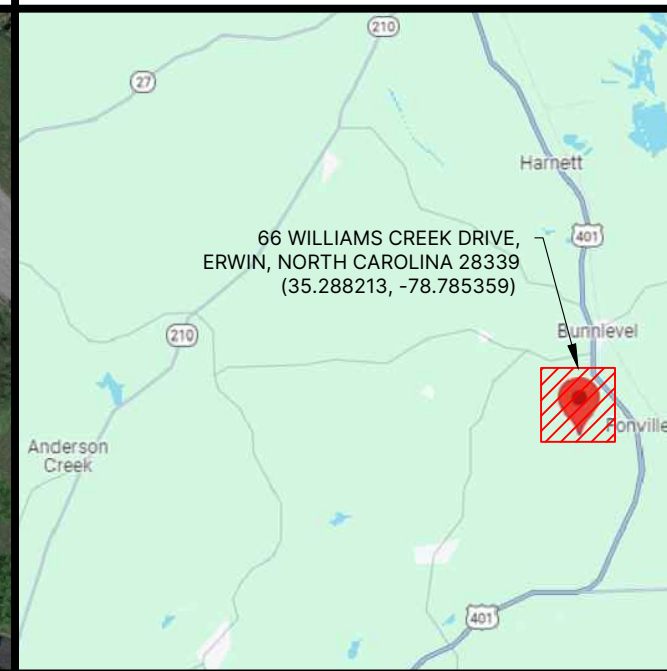 210
27
Harnett
66 WILLIAMS CREEK DRIVE,
ERWIN, NORTH CAROLINA 28339
(35.288213, -78.785359)
401
210
Bunnlevel
Fonville
Anderson
Creek
401